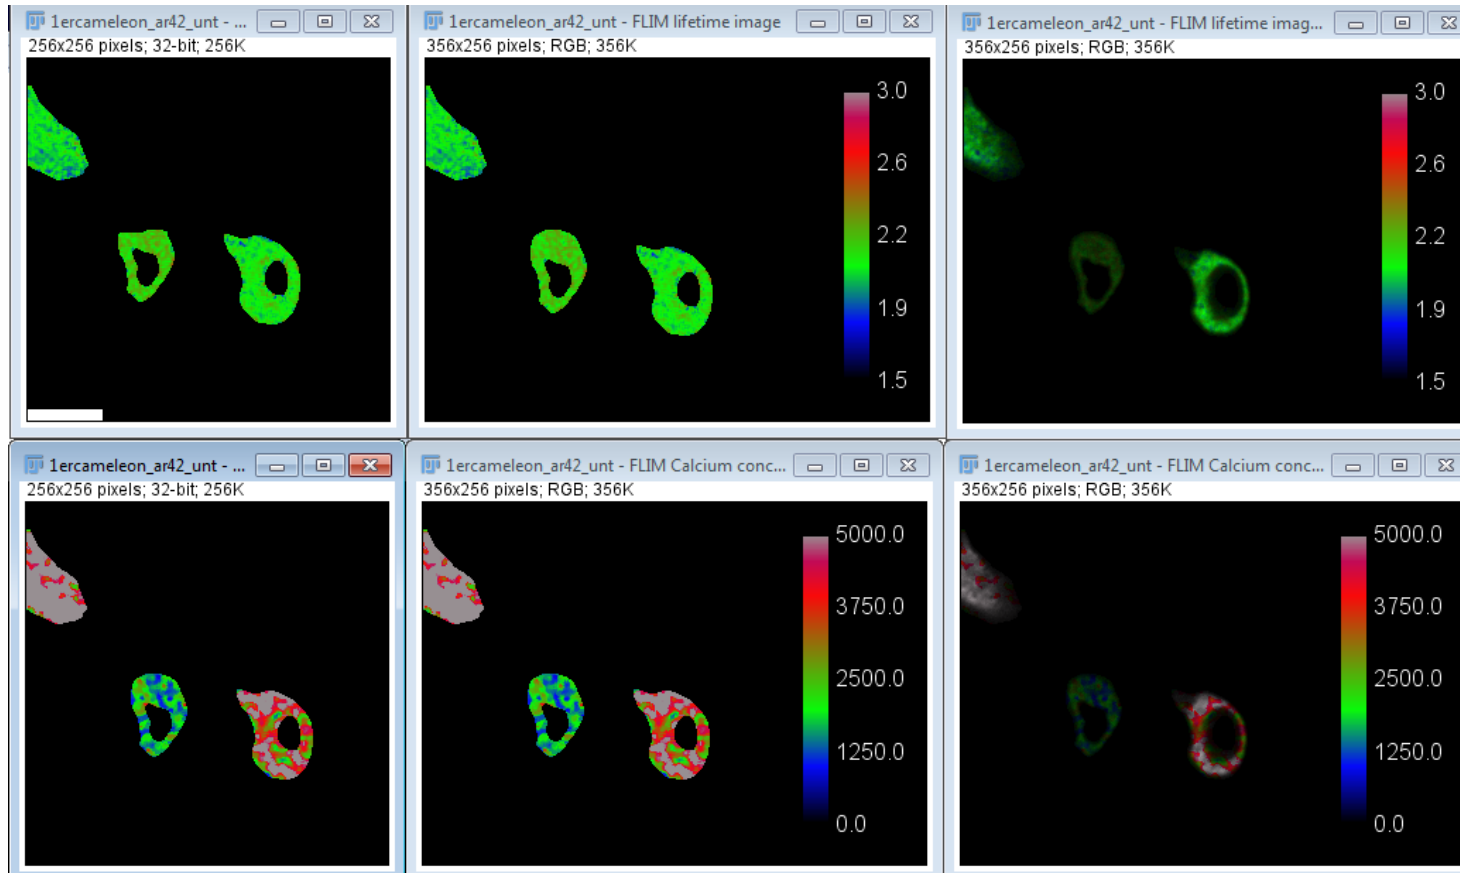 1ercameleon_ar42_unt - ...
256x256 pixels; 32-bit; 256K
1ercameleon_ar42_unt - FLIM lifetime image
356x256 pixels; RGB; 356K
3.0
2.6
2.2
1.9
1.5
1ercameleon_ar42_unt - FLIM lifetime imag...
356x256 pixels; RGB; 356K
3.0
2.6
2.2
1.9
1.5
1ercameleon_ar42_unt - ...
256x256 pixels; 32-bit; 256K
1ercameleon_ar42_unt - FLIM Calcium conc...
356x256 pixels; RGB; 356K
5000.0
3750.0
2500.0
1250.0
0.0
1ercameleon_ar42_unt - FLIM Calcium conc...
356x256 pixels; RGB; 356K
5000.0
3750.0
2500.0
1250.0
0.0